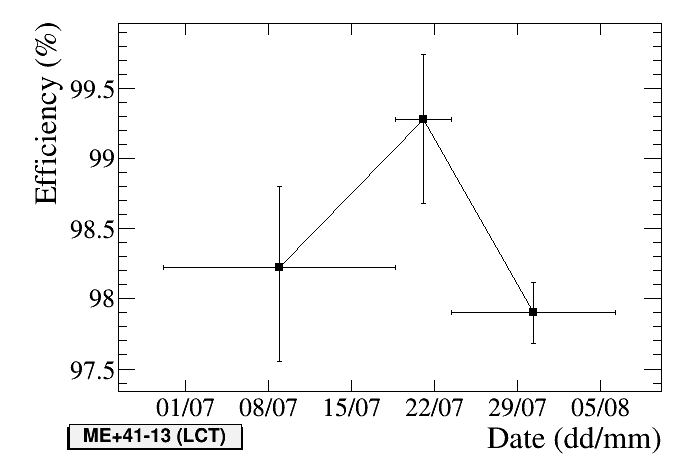 Efficiency (%)
99.5
99
98.5
98
97.5
01/07 08/07 15/07 22/07 29/07 05/08
ME+41-13 (LCT)
Date (dd/mm)